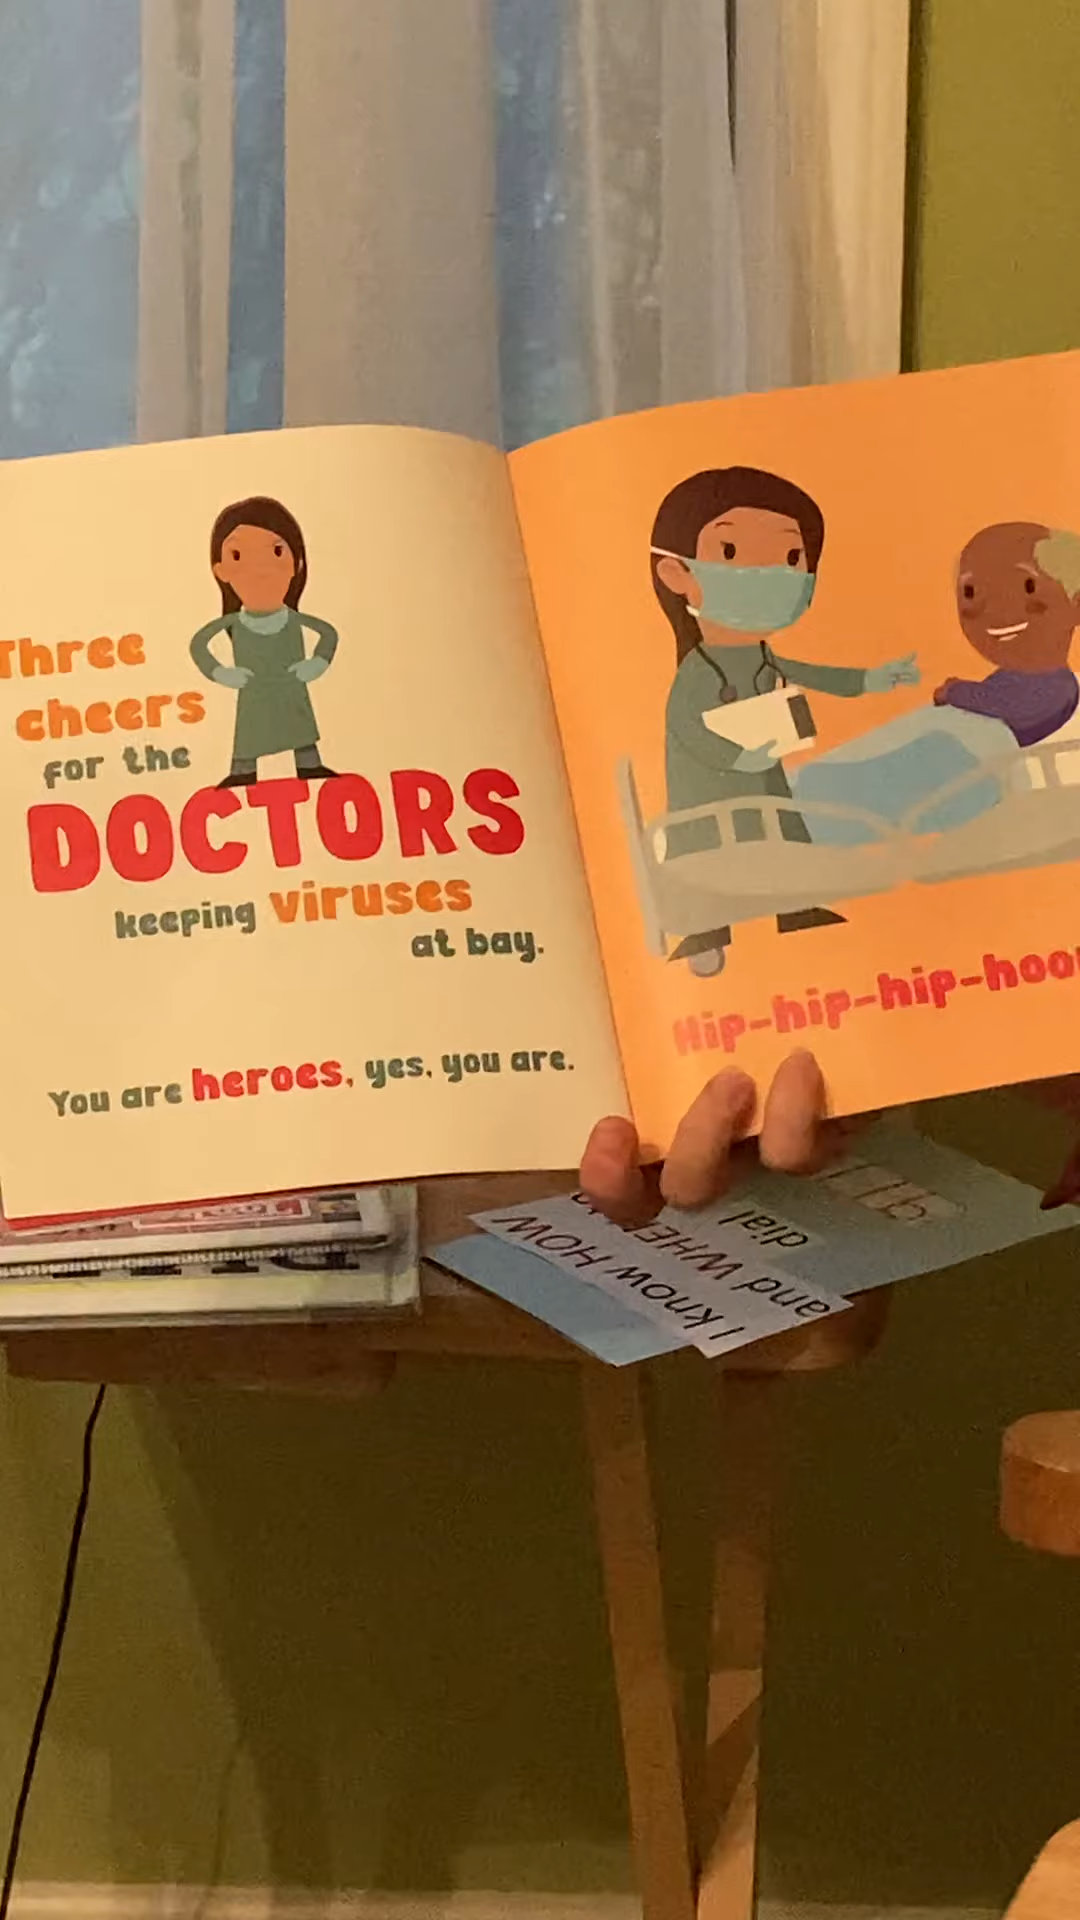 Three
cheers
for the
DOCTORS
keeping viruses
at bay.
You are heroes, yes, you are.
Hip-hip-hip-hoo
I know HOW
and WHEN
dial